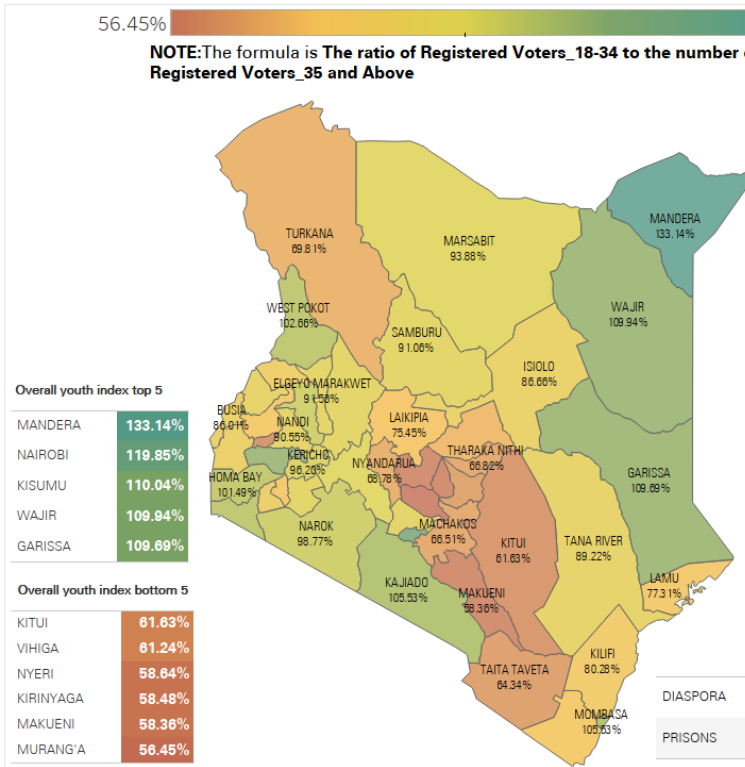 56.45%
NOTE:The formula is The ratio of Registered Voters_18-34 to the number
Registered Voters_35 and Above
MANDERA
133.14%
TURKANA
69.81%
MARSABIT
93.88%
WAJIR
109.94%
WEST POKOT
102.66%
SAMBURU
91.06%
ISIOLO
86.66%
ELGEYO MARAKWET
91.56%
BUSIA
86.01%
LAIKIPIA
75.45%
NANDI
90.55%
THARAKA NITHI
66.82%
KERICHO
96.20%
NYANDARUA
68.78%
HOMA BAY
101.49%
GARISSA
109.69%
MACHAKOS
66.51%
NAROK
98.77%
KITUI
61.63%
TANA RIVER
89.22%
KAJIADO
105.53%
MAKUENI
58.36%
LAMU
77.31%
KILIFI
80.28%
TAITA TAVETA
64.34%
MOMBASA
105.63%
Overall youth index top 5
MANDERA 133.14%
NAIROBI 119.85%
KISUMU 110.04%
WAJIR 109.94%
GARISSA 109.69%
Overall youth index bottom 5
KITUI 61.63%
VIHIGA 61.24%
NYERI 58.64%
KIRINYAGA 58.48%
MAKUENI 58.36%
MURANG'A 56.45%
DIASPORA
PRISONS